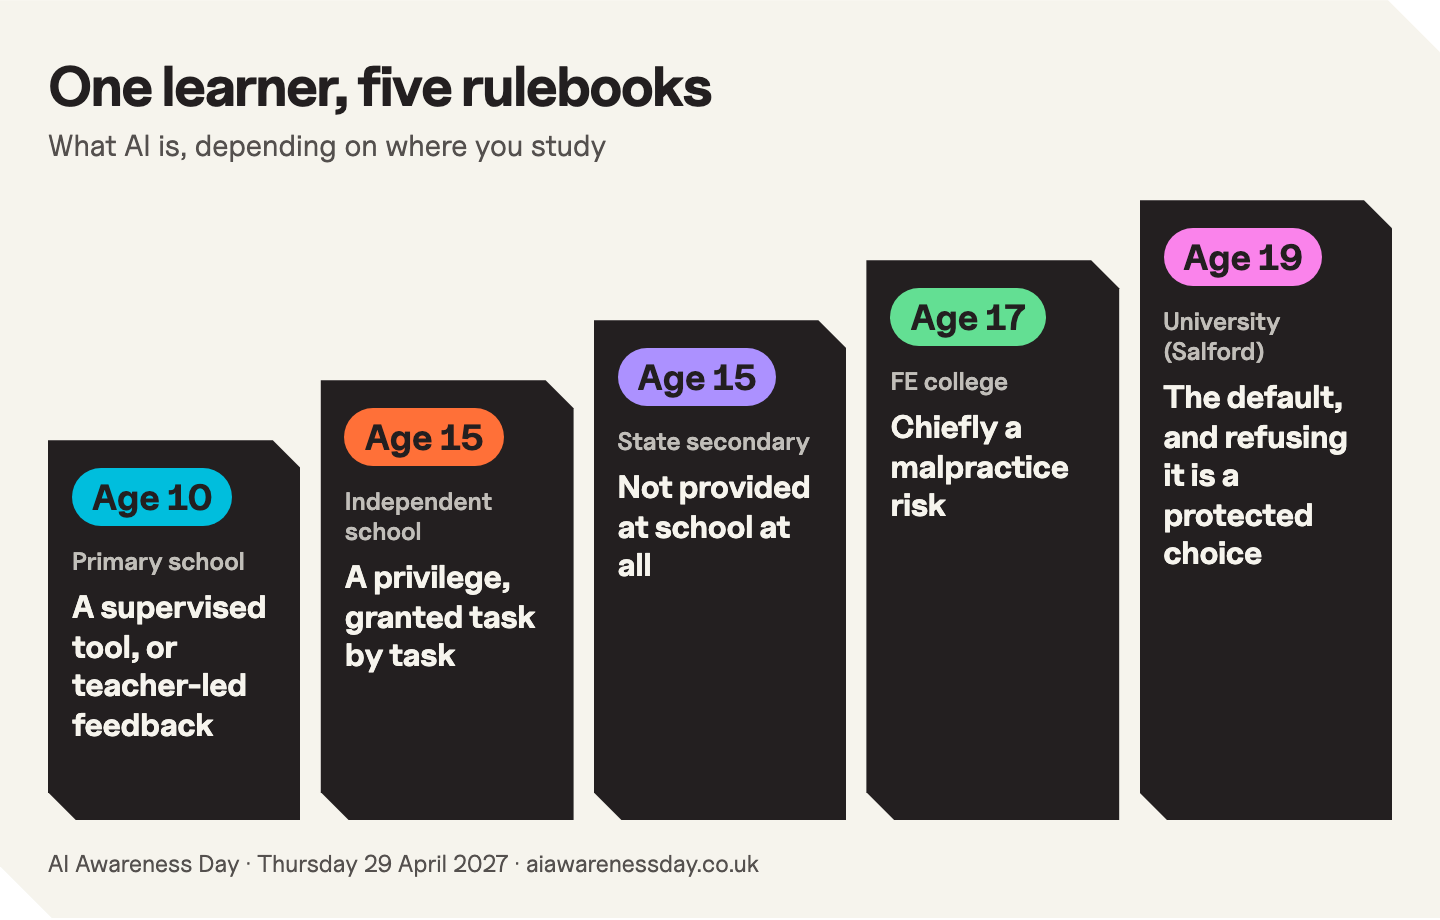 One learner, five rulebooks
What AI is, depending on where you study
Age 10
Primary school
A supervised
tool, or
teacher-led
feedback
Age 15
Independent
school
A privilege,
granted task
by task
Age 15
State secondary
Not provided
at school at
all
Age 17
FE college
Chiefly a
malpractice
risk
Age 19
University
(Salford)
The default,
and refusing
it is a
protected
choice
AI Awareness Day · Thursday 29 April 2027 · aiawarenessday.co.uk